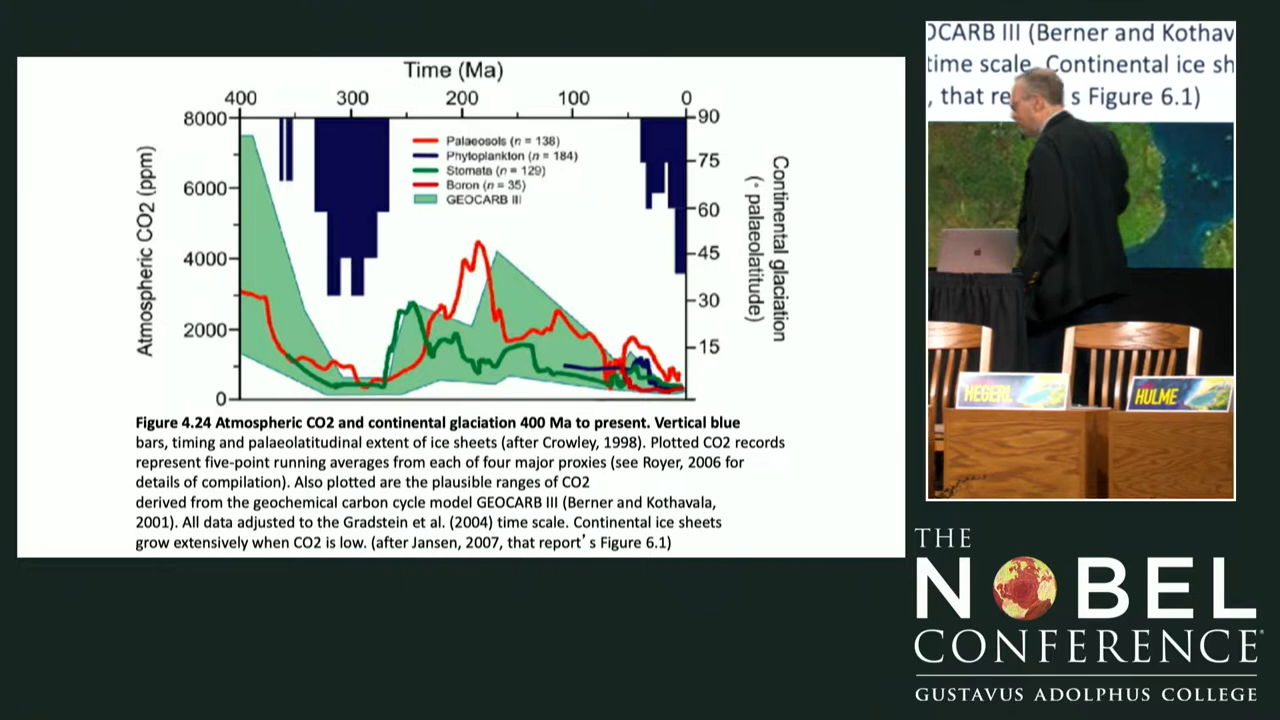 Time (Ma)
400 300 200 100 0
8000
6000
4000
2000
0
Atmospheric CO2 (ppm)
90
75
60
45
30
15
Continental glaciation
(° palaeolatitude)
Palaeosols (n = 138)
Phytoplankton (n = 184)
Stomata (n = 129)
Boron (n = 35)
GEOCARB III
Figure 4.24 Atmospheric CO2 and continental glaciation 400 Ma to present. Vertical blue
bars, timing and palaeolatitudinal extent of ice sheets (after Crowley, 1998). Plotted CO2 records
represent five-point running averages from each of four major proxies (see Royer, 2006 for
details of compilation). Also plotted are the plausible ranges of CO2
derived from the geochemical carbon cycle model GEOCARB III (Berner and Kothavala,
2001). All data adjusted to the Gradstein et al. (2004) time scale. Continental ice sheets
grow extensively when CO2 is low. (after Jansen, 2007, that report's Figure 6.1)
OCARB III (Berner and Kothav
time scale. Continental ice sh
, that re s Figure 6.1)
HEGERL
HULME
THE
NOBEL
CONFERENCE
GUSTAVUS ADOLPHUS COLLEGE